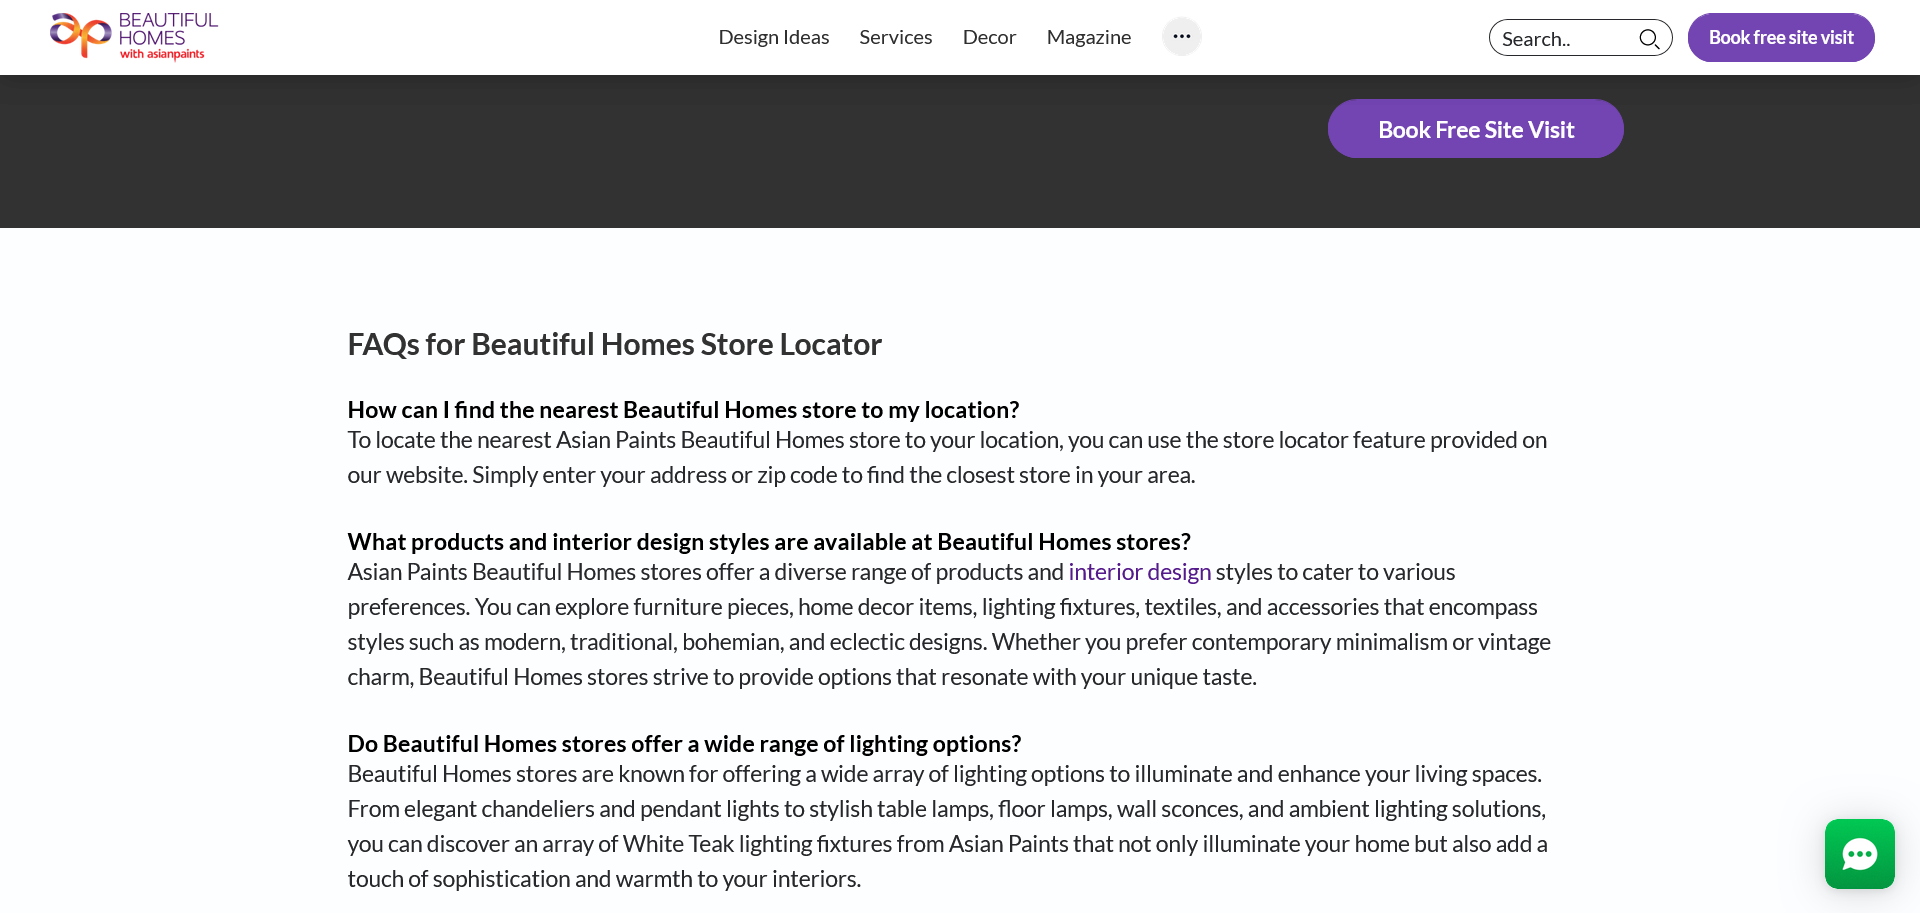 BEAUTIFUL
HOMES
with asianpaints
Design Ideas
Services
Decor
Magazine
Search..
Book free site visit
Book Free Site Visit
FAQs for Beautiful Homes Store Locator
How can I find the nearest Beautiful Homes store to my location?
To locate the nearest Asian Paints Beautiful Homes store to your location, you can use the store locator feature provided on
our website. Simply enter your address or zip code to find the closest store in your area.
What products and interior design styles are available at Beautiful Homes stores?
Asian Paints Beautiful Homes stores offer a diverse range of products and interior design styles to cater to various
preferences. You can explore furniture pieces, home decor items, lighting fixtures, textiles, and accessories that encompass
styles such as modern, traditional, bohemian, and eclectic designs. Whether you prefer contemporary minimalism or vintage
charm, Beautiful Homes stores strive to provide options that resonate with your unique taste.
Do Beautiful Homes stores offer a wide range of lighting options?
Beautiful Homes stores are known for offering a wide array of lighting options to illuminate and enhance your living spaces.
From elegant chandeliers and pendant lights to stylish table lamps, floor lamps, wall sconces, and ambient lighting solutions,
you can discover an array of White Teak lighting fixtures from Asian Paints that not only illuminate your home but also add a
touch of sophistication and warmth to your interiors.